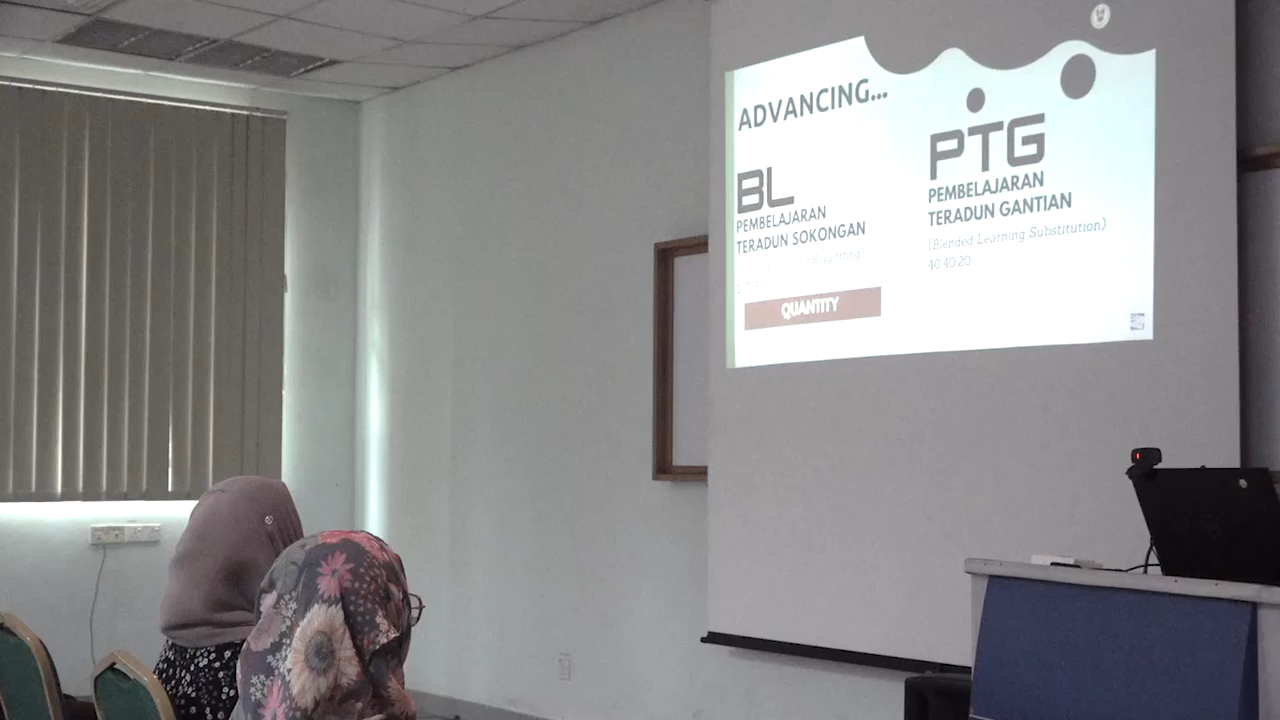 ADVANCING...
BL
PEMBELAJARAN
TERADUN SOKONGAN
QUANTITY
PTG
PEMBELAJARAN
TERADUN GANTIAN
(Blended Learning Substitution)
40:40:20